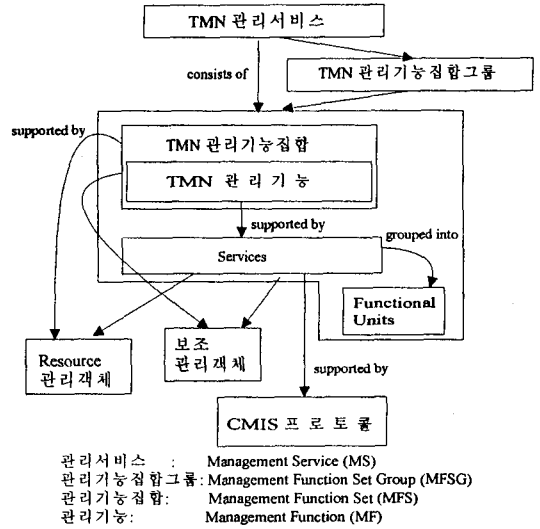 TMN 관리서비스
consists of
TMN 관리기능집합그룹
supported by
TMN 관리기능집합
TMN 관 리 기 능
supported by
grouped into
Services
Functional
Units
Resource
관리객체
보조
관리객체
supported by
CMIS 프 로 토 콜
관리서비스 : Management Service (MS)
관리기능집합그룹: Management Function Set Group (MFSG)
관리기능집합: Management Function Set (MFS)
관리기능: Management Function (MF)